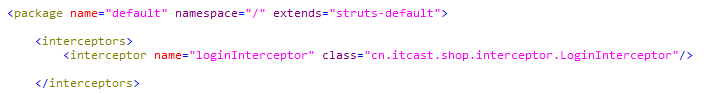 <package name="default" namespace="/" extends="struts-default">
<interceptors>
<interceptor name="loginInterceptor" class="cn.itcast.shop.interceptor.LoginInterceptor"/>
</interceptors>